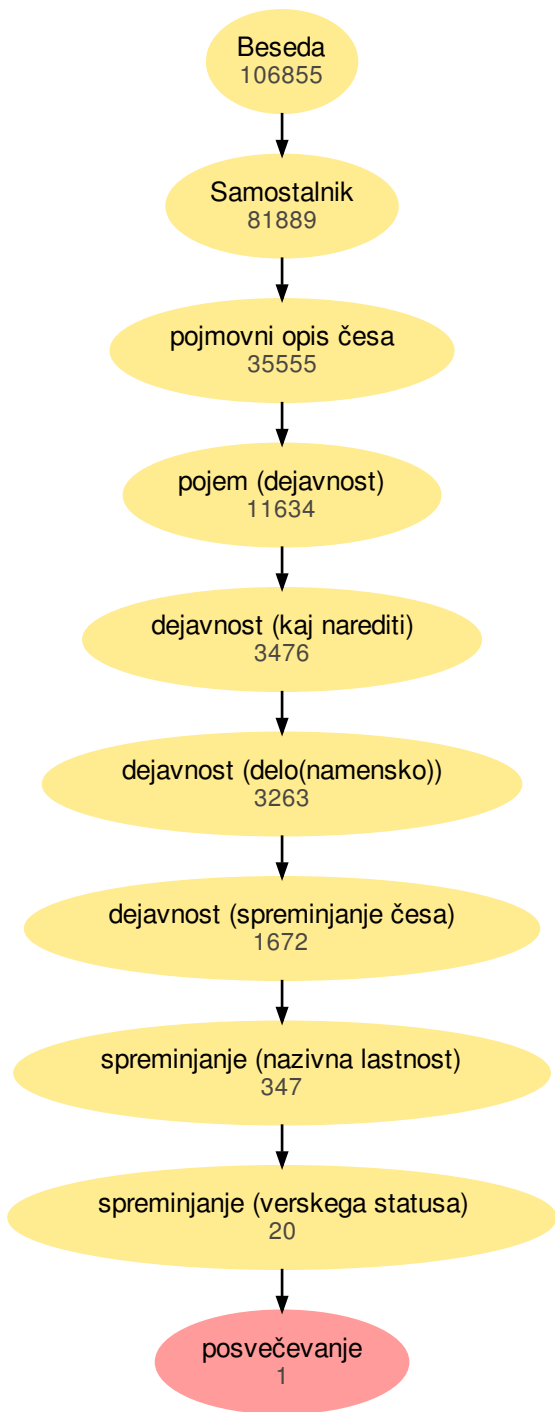 Beseda
106855
Samostalnik
81889
pojmovni opis česa
35555
pojem (dejavnost)
11634
dejavnost (kaj narediti)
3476
dejavnost (delo(namensko))
3263
dejavnost (spreminjanje česa)
1672
spreminjanje (nazivna lastnost)
347
spreminjanje (verskega statusa)
20
posvečevanje
1